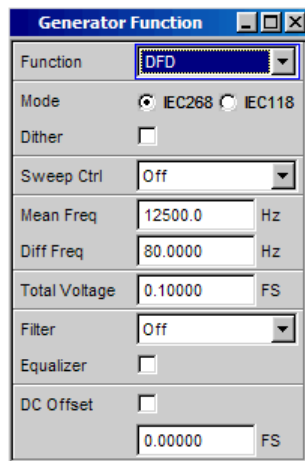 Generator Function
Function DFD
Mode IEC268 IEC118
Dither
Sweep Ctrl Off
Mean Freq 12500.0 Hz
Diff Freq 80.0000 Hz
Total Voltage 0.10000 FS
Filter Off
Equalizer
DC Offset
0.00000 FS